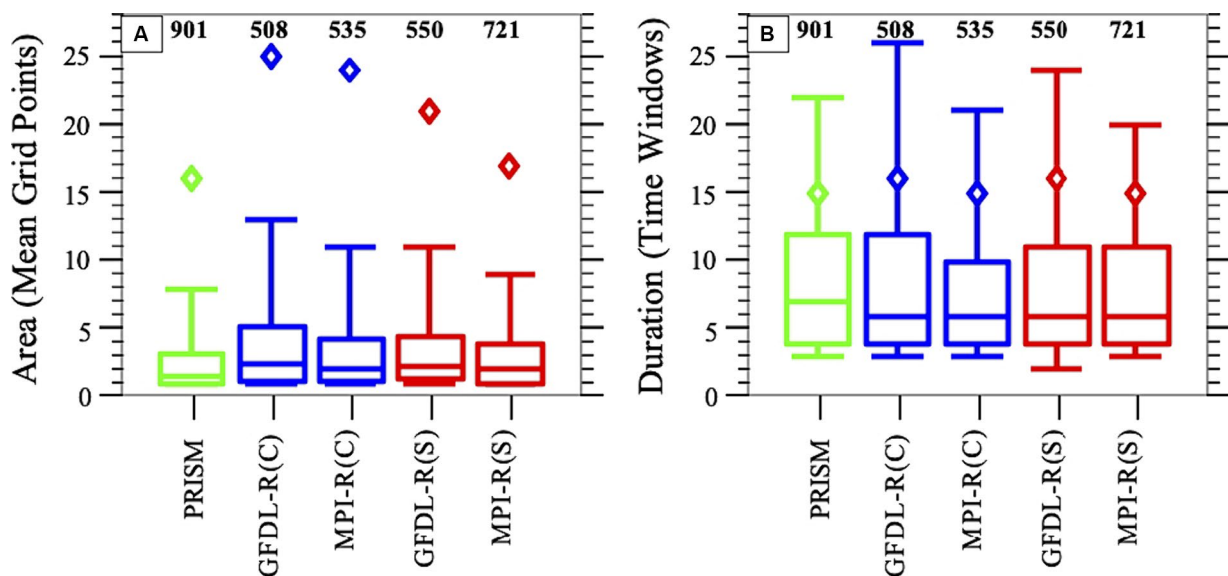 A
901 508 535 550 721
Area (Mean Grid Points)
25
20
15
10
5
0
PRISM
GFDL-R(C)
MPI-R(C)
GFDL-R(S)
MPI-R(S)
B
901 508 535 550 721
Duration (Time Windows)
25
20
15
10
5
0
PRISM
GFDL-R(C)
MPI-R(C)
GFDL-R(S)
MPI-R(S)